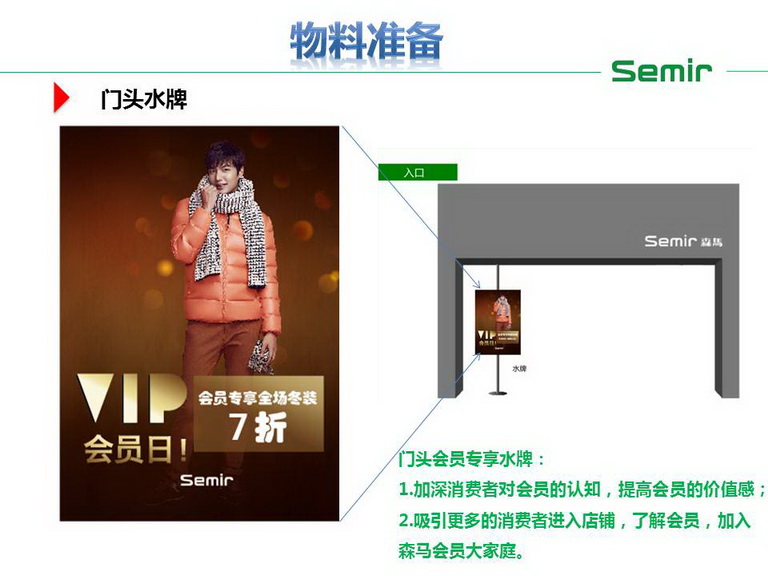 物料准备
Semir
门头水牌
VIP
会员日!
会员专享全场冬装
7折
Semir
入口
Semir 森馬
VIP
会员日!
水牌
门头会员专享水牌：
1.加深消费者对会员的认知，提高会员的价值感；
2.吸引更多的消费者进入店铺，了解会员，加入
森马会员大家庭。